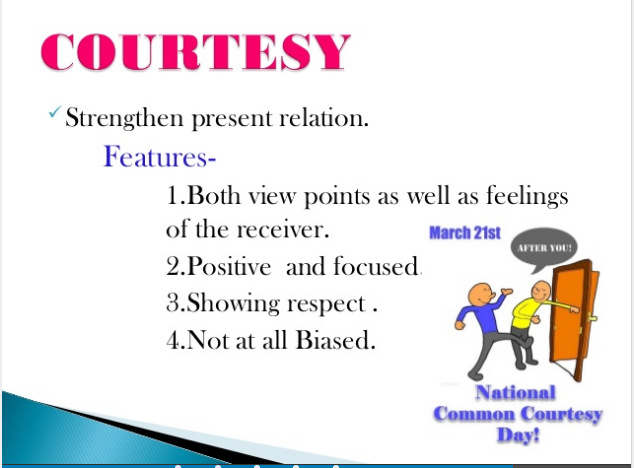 COURTESY
✓Strengthen present relation.
Features-
1.Both view points as well as feelings
of the receiver.
2.Positive and focused.
3.Showing respect .
4.Not at all Biased.
March 21st
AFTER YOU!
National
Common Courtesy
Day!